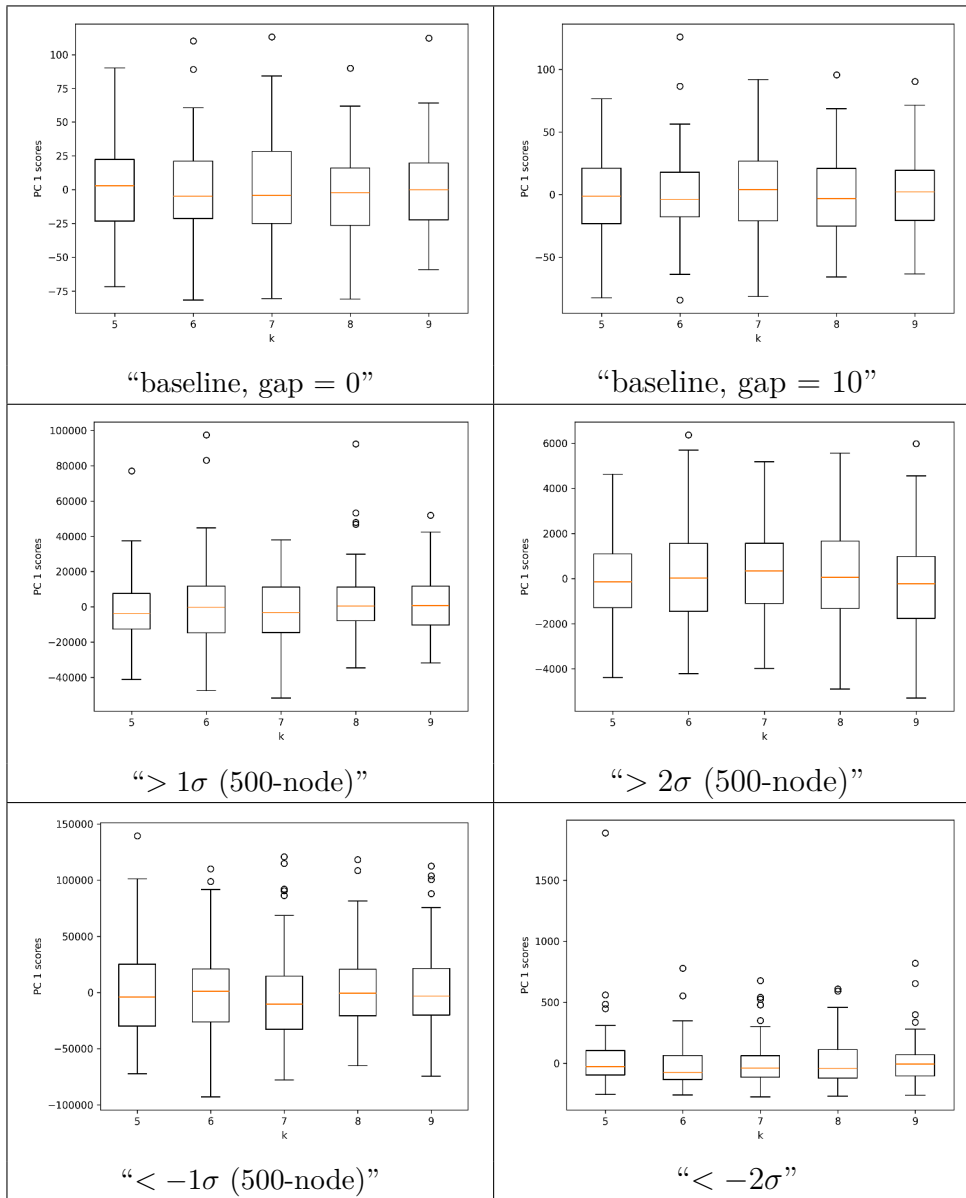 100
75
50
25
0
−25
−50
−75
PC 1 scores
5 6 7 8 9
k
“baseline, gap = 0”
100
50
0
−50
PC 1 scores
5 6 7 8 9
k
“baseline, gap = 10”
100000
80000
60000
40000
20000
0
−20000
−40000
PC 1 scores
5 6 7 8 9
k
“> 1σ (500-node)”
6000
4000
2000
0
−2000
−4000
PC 1 scores
5 6 7 8 9
k
“> 2σ (500-node)”
150000
100000
50000
0
−50000
−100000
PC 1 scores
5 6 7 8 9
k
“< −1σ (500-node)”
1500
1000
500
0
PC 1 scores
5 6 7 8 9
k
“< −2σ”